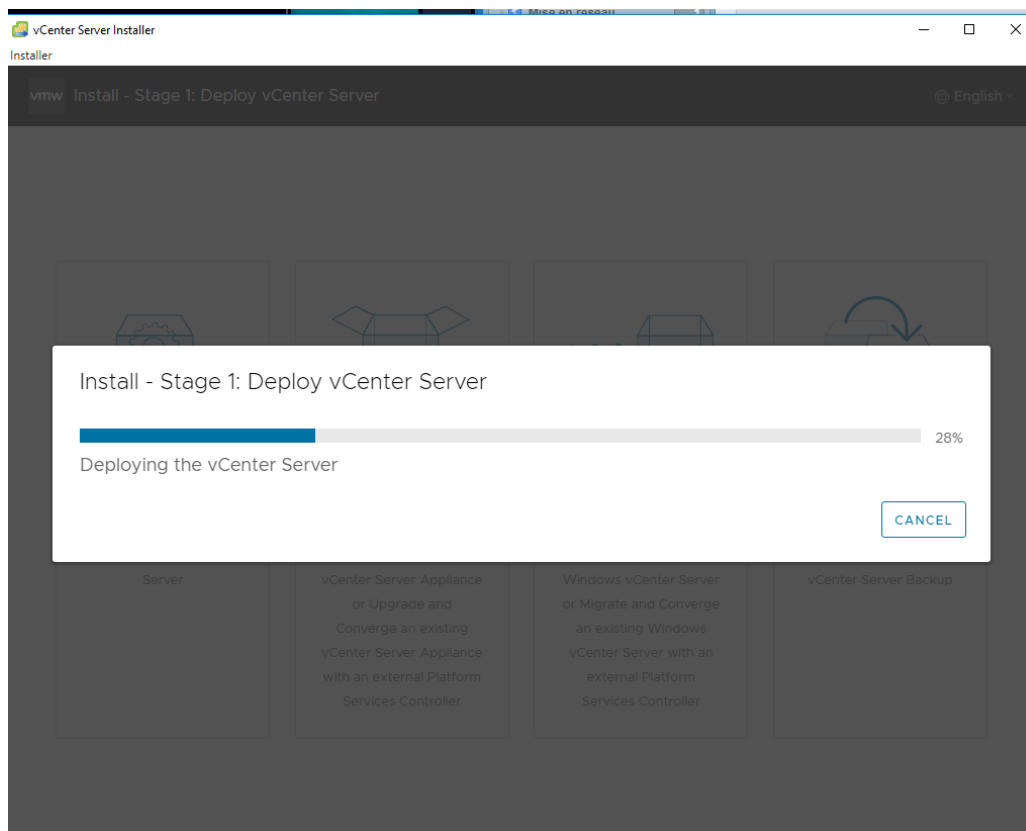 Mise en réseau
vCenter Server Installer
Installer
vmw Install - Stage 1: Deploy vCenter Server
English
Install - Stage 1: Deploy vCenter Server
28%
Deploying the vCenter Server
CANCEL
Server
vCenter Server Appliance
or Upgrade and
Converge an existing
vCenter Server Appliance
with an external Platform
Services Controller
Windows vCenter Server
or Migrate and Converge
an existing Windows
vCenter Server with an
external Platform
Services Controller
vCenter Server Backup